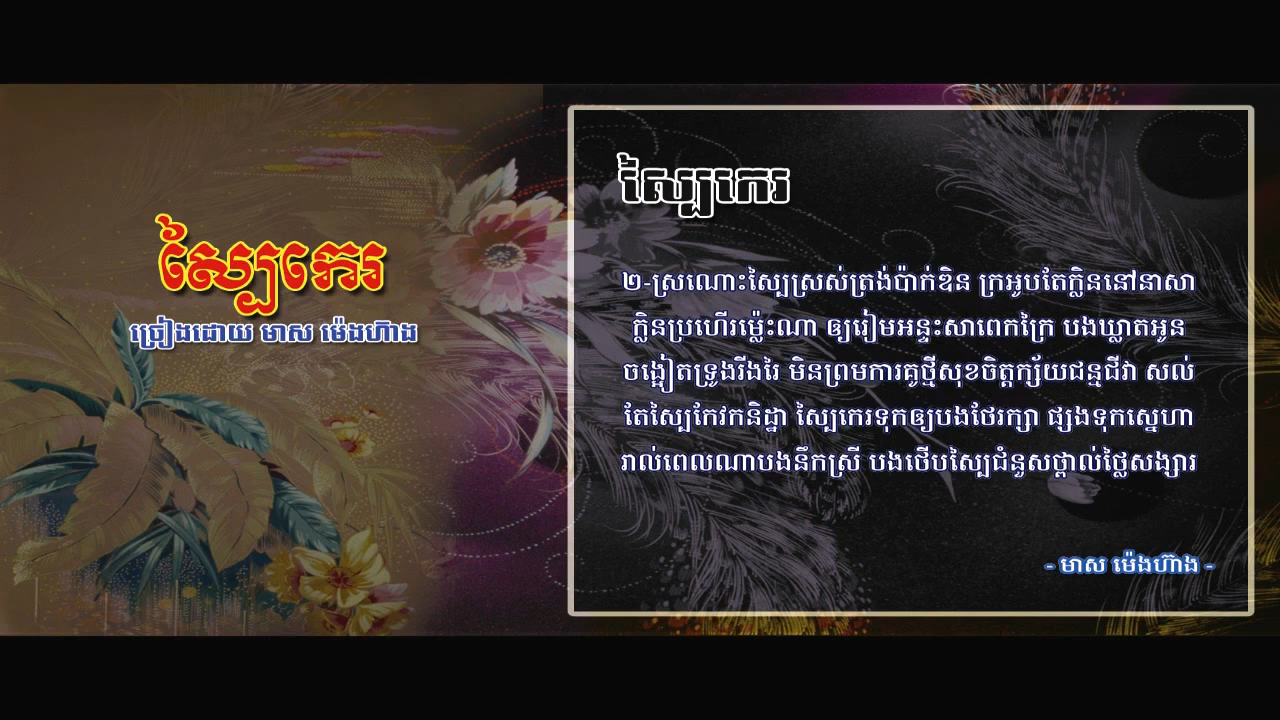 ស្បៃកេរ
ច្រៀងដោយ មាស ម៉េងហ៊ាង
ស្បៃកេរ
២-ស្រណោះស្បៃស្រស់ត្រង់ប៉ាក់ឌិន ក្រអូបតែក្លិននៅនាសា
ក្លិនប្រហើរម្ល៉េះណា ឲ្យរៀមអន្ទះសាពេកក្រៃ បងឃ្លាតអូន
ចង្អៀតទ្រូងរីងរៃ មិនព្រមការគូថ្មីសុខចិត្តក្ស័យជន្មជីវា សល់
តែស្បៃកែវកនិដ្ឋា ស្បៃកេរទុកឲ្យបងថែរក្សា ផ្សងទុកស្នេហា
រាល់ពេលណាបងនឹកស្រី បងថើបស្បៃជំនួសថ្ពាល់ថ្លៃសង្សារ
- មាស ម៉េងហ៊ាង -